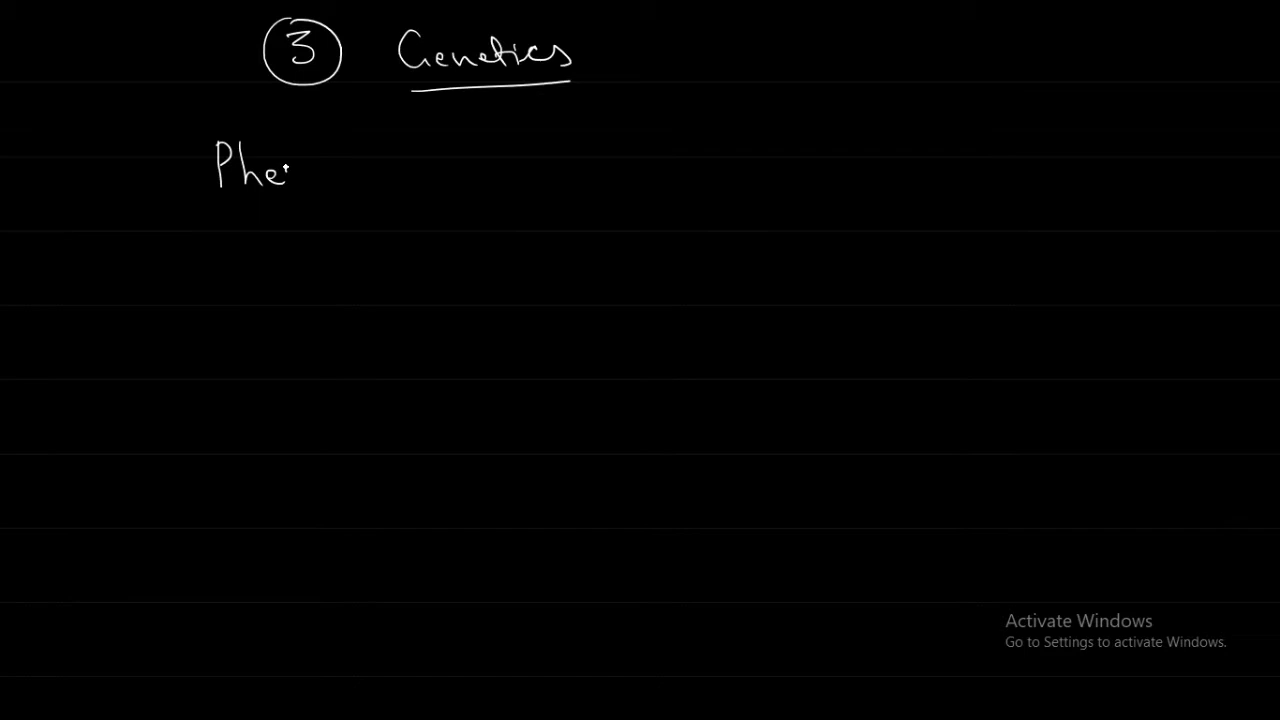 3 Genetics
Phe
Activate Windows
Go to Settings to activate Windows.